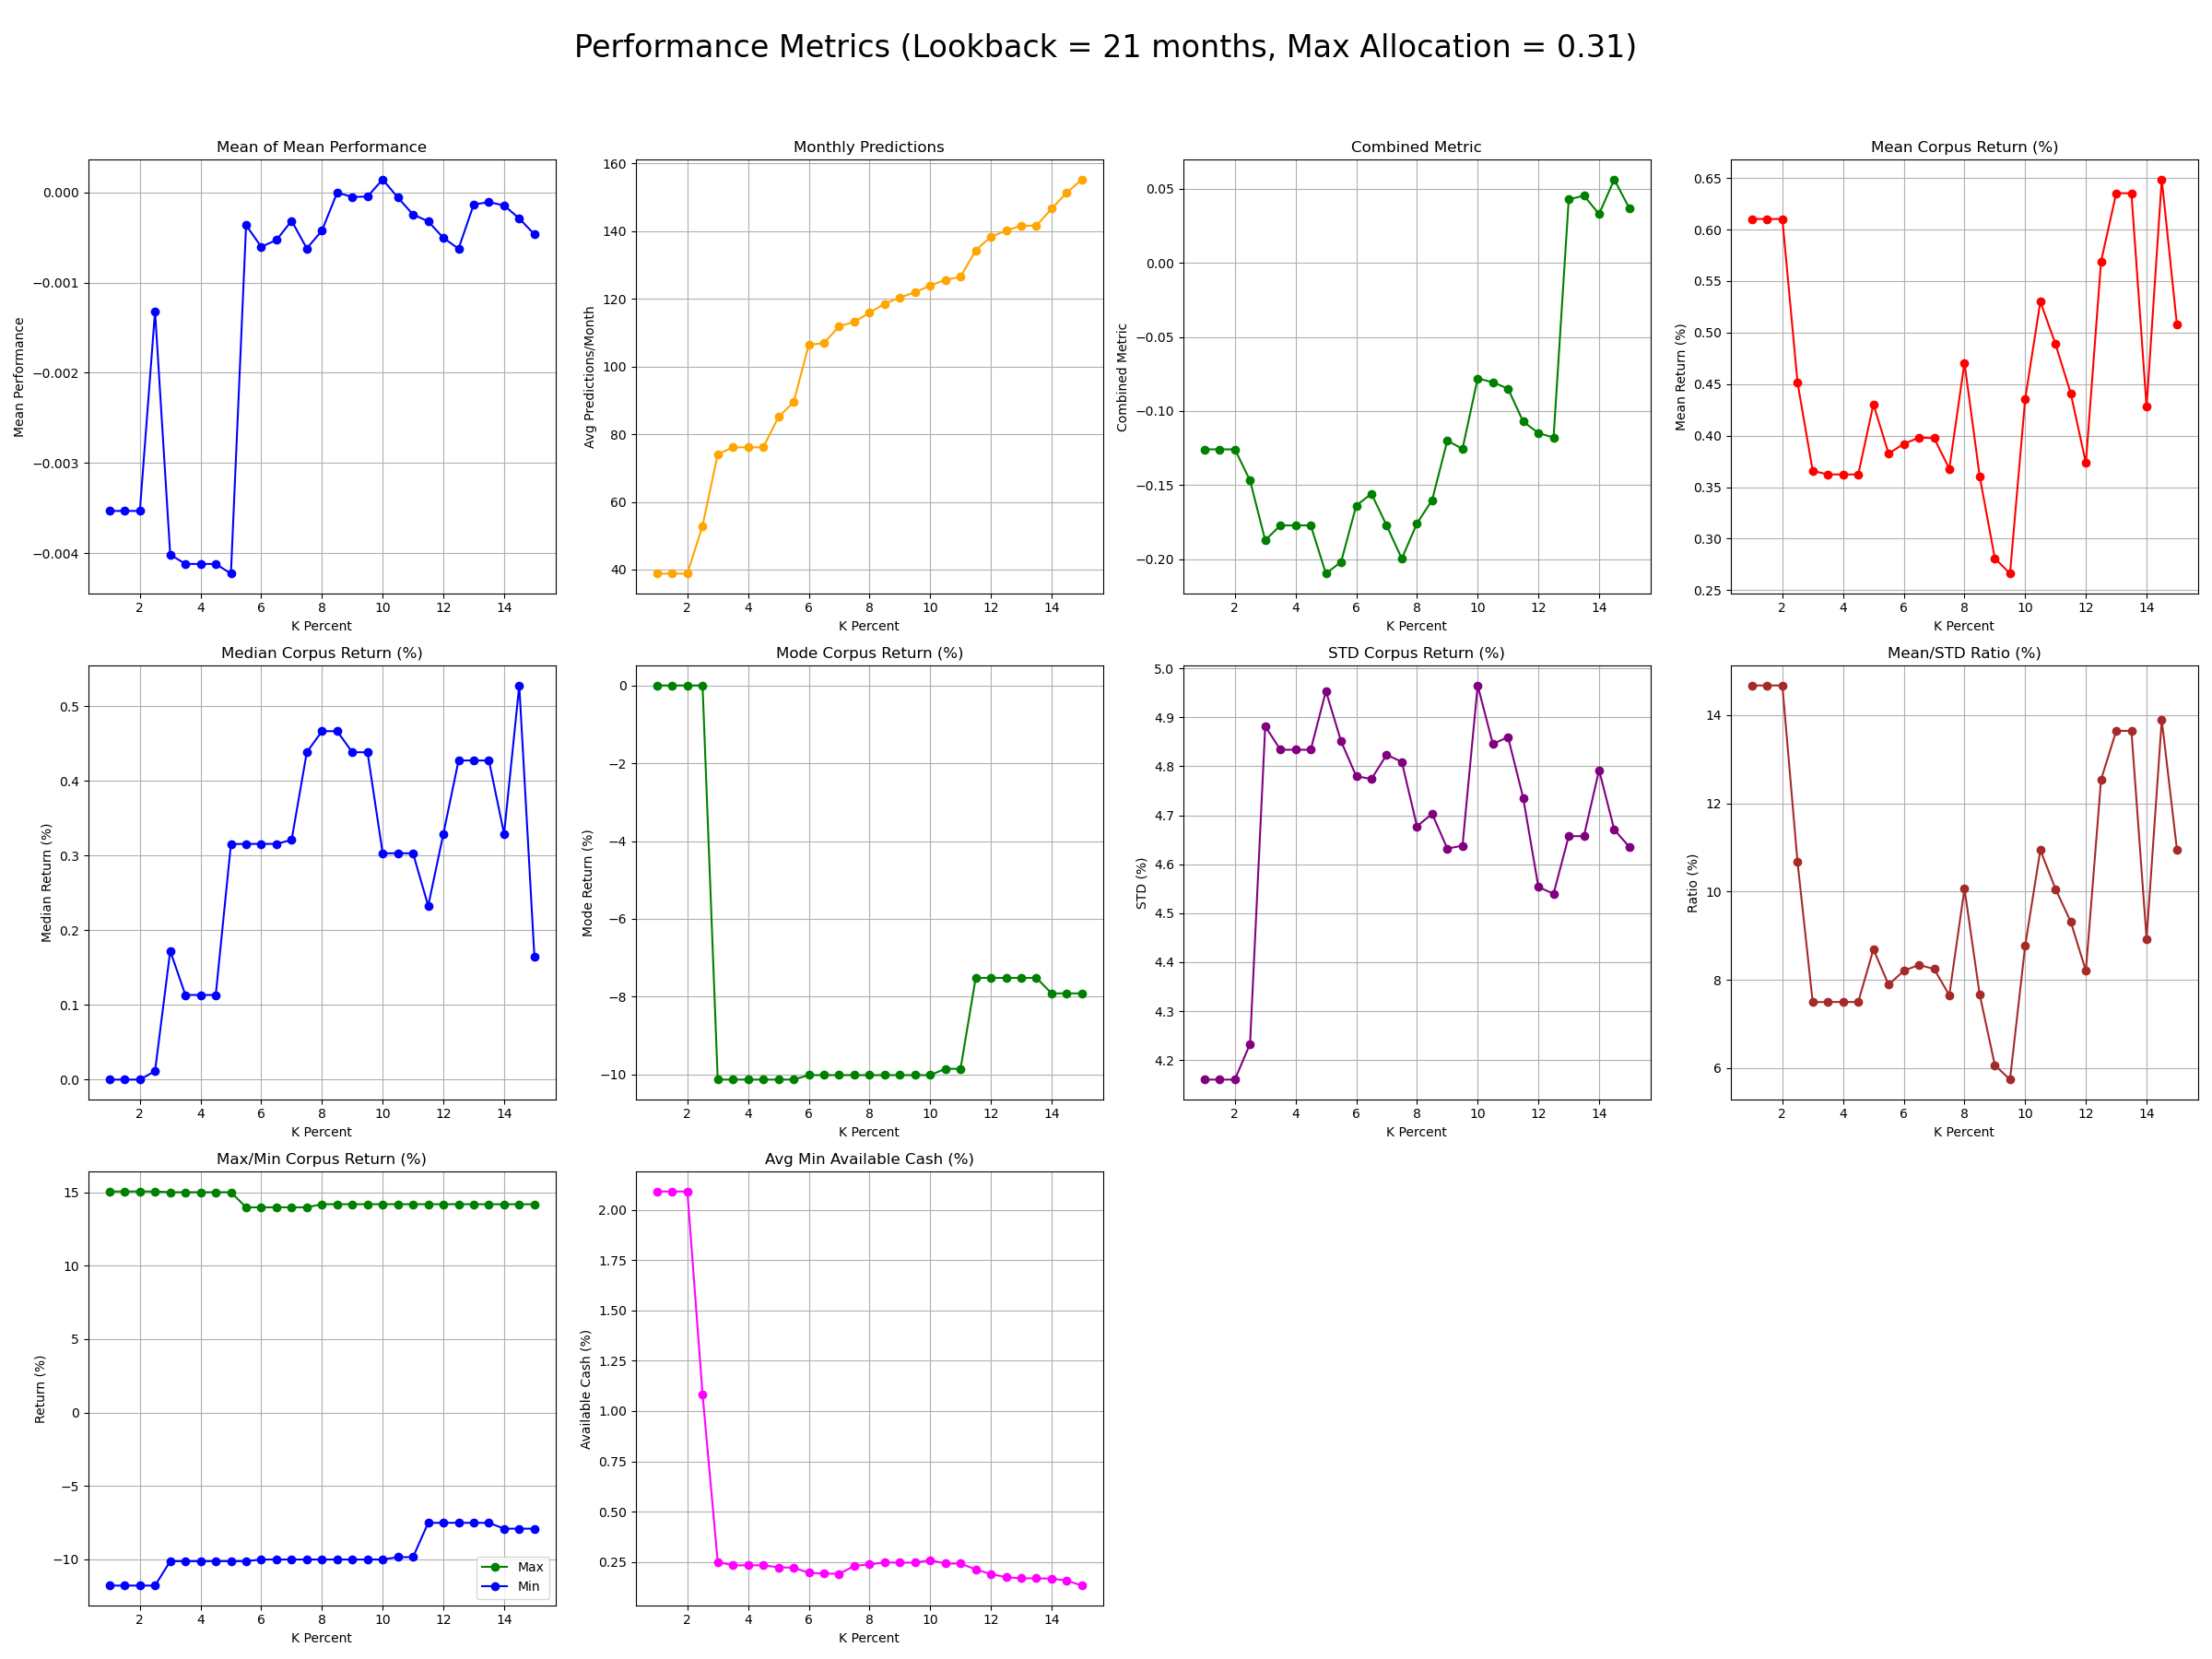 Performance Metrics (Lookback = 21 months, Max Allocation = 0.31)
Mean of Mean Performance
0.000
−0.001
−0.002
−0.003
−0.004
Mean Performance
2 4 6 8 10 12 14
K Percent
Monthly Predictions
160
140
120
100
80
60
40
Avg Predictions/Month
2 4 6 8 10 12 14
K Percent
Combined Metric
0.05
0.00
−0.05
−0.10
−0.15
−0.20
Combined Metric
2 4 6 8 10 12 14
K Percent
Mean Corpus Return (%)
0.65
0.60
0.55
0.50
0.45
0.40
0.35
0.30
0.25
Mean Return (%)
2 4 6 8 10 12 14
K Percent
Median Corpus Return (%)
0.5
0.4
0.3
0.2
0.1
0.0
Median Return (%)
2 4 6 8 10 12 14
K Percent
Mode Corpus Return (%)
0
−2
−4
−6
−8
−10
Mode Return (%)
2 4 6 8 10 12 14
K Percent
STD Corpus Return (%)
5.0
4.9
4.8
4.7
4.6
4.5
4.4
4.3
4.2
STD (%)
2 4 6 8 10 12 14
K Percent
Mean/STD Ratio (%)
14
12
10
8
6
Ratio (%)
2 4 6 8 10 12 14
K Percent
Max/Min Corpus Return (%)
15
10
5
0
−5
−10
Return (%)
Max
Min
2 4 6 8 10 12 14
K Percent
Avg Min Available Cash (%)
2.00
1.75
1.50
1.25
1.00
0.75
0.50
0.25
Available Cash (%)
2 4 6 8 10 12 14
K Percent